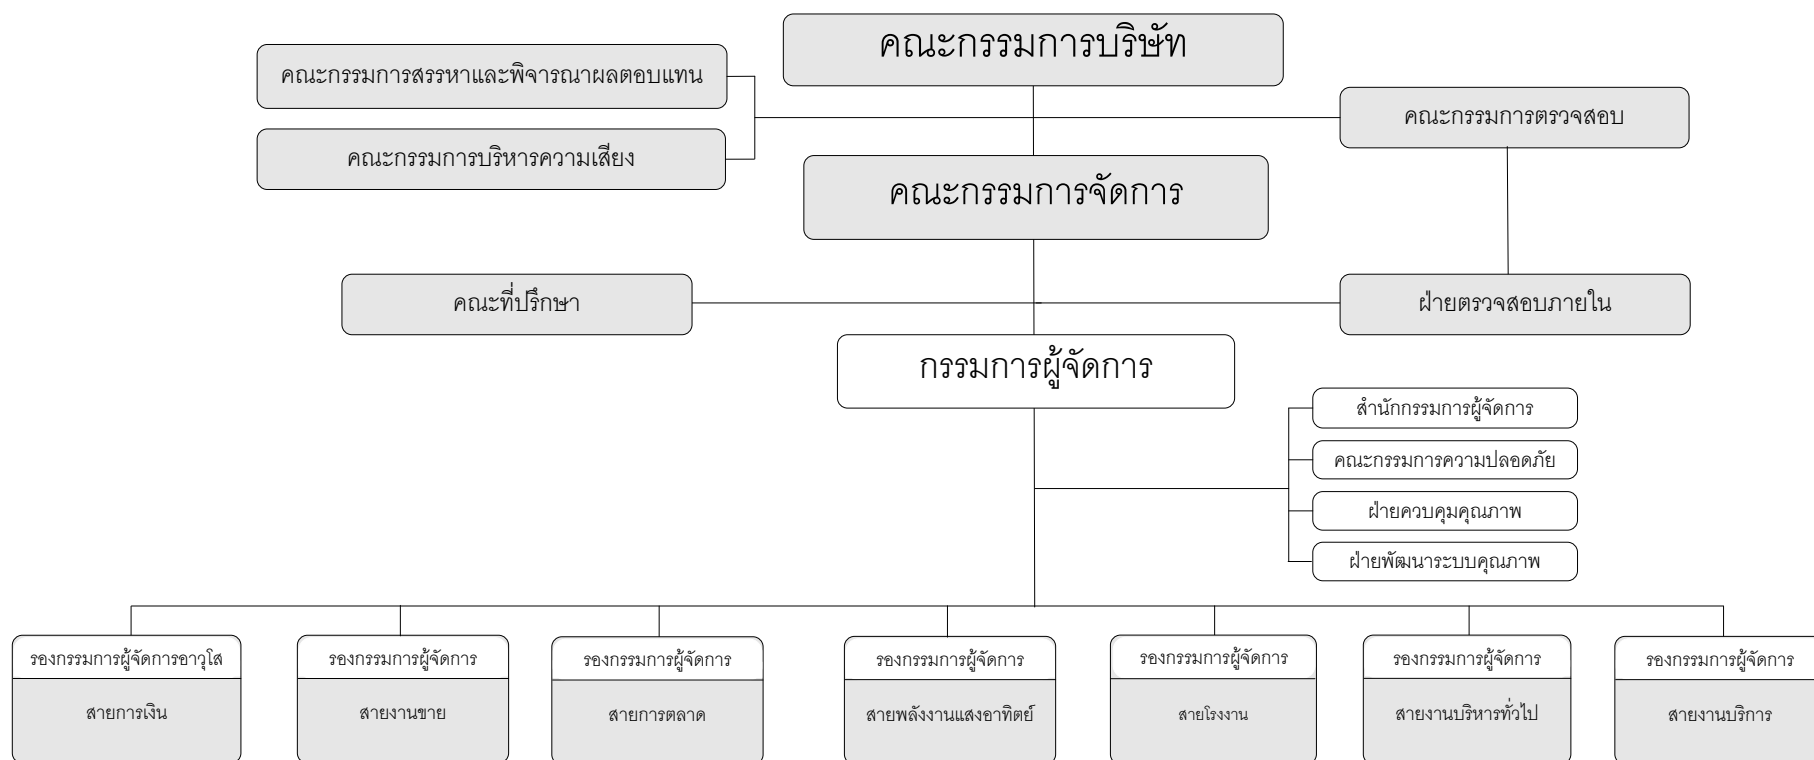 คณะกรรมการบริษัท
คณะกรรมการสรรหาและพิจารณาผลตอบแทน
คณะกรรมการตรวจสอบ
คณะกรรมการบริหารความเสี่ยง
คณะกรรมการจัดการ
คณะที่ปรึกษา
ฝ่ายตรวจสอบภายใน
กรรมการผู้จัดการ
สำนักกรรมการผู้จัดการ
คณะกรรมการความปลอดภัย
ฝ่ายควบคุมคุณภาพ
ฝ่ายพัฒนาระบบคุณภาพ
รองกรรมการผู้จัดการอาวุโส
สายการเงิน
รองกรรมการผู้จัดการ
สายงานขาย
รองกรรมการผู้จัดการ
สายการตลาด
รองกรรมการผู้จัดการ
สายพลังงานแสงอาทิตย์
รองกรรมการผู้จัดการ
สายโรงงาน
รองกรรมการผู้จัดการ
สายงานบริหารทั่วไป
รองกรรมการผู้จัดการ
สายงานบริการ